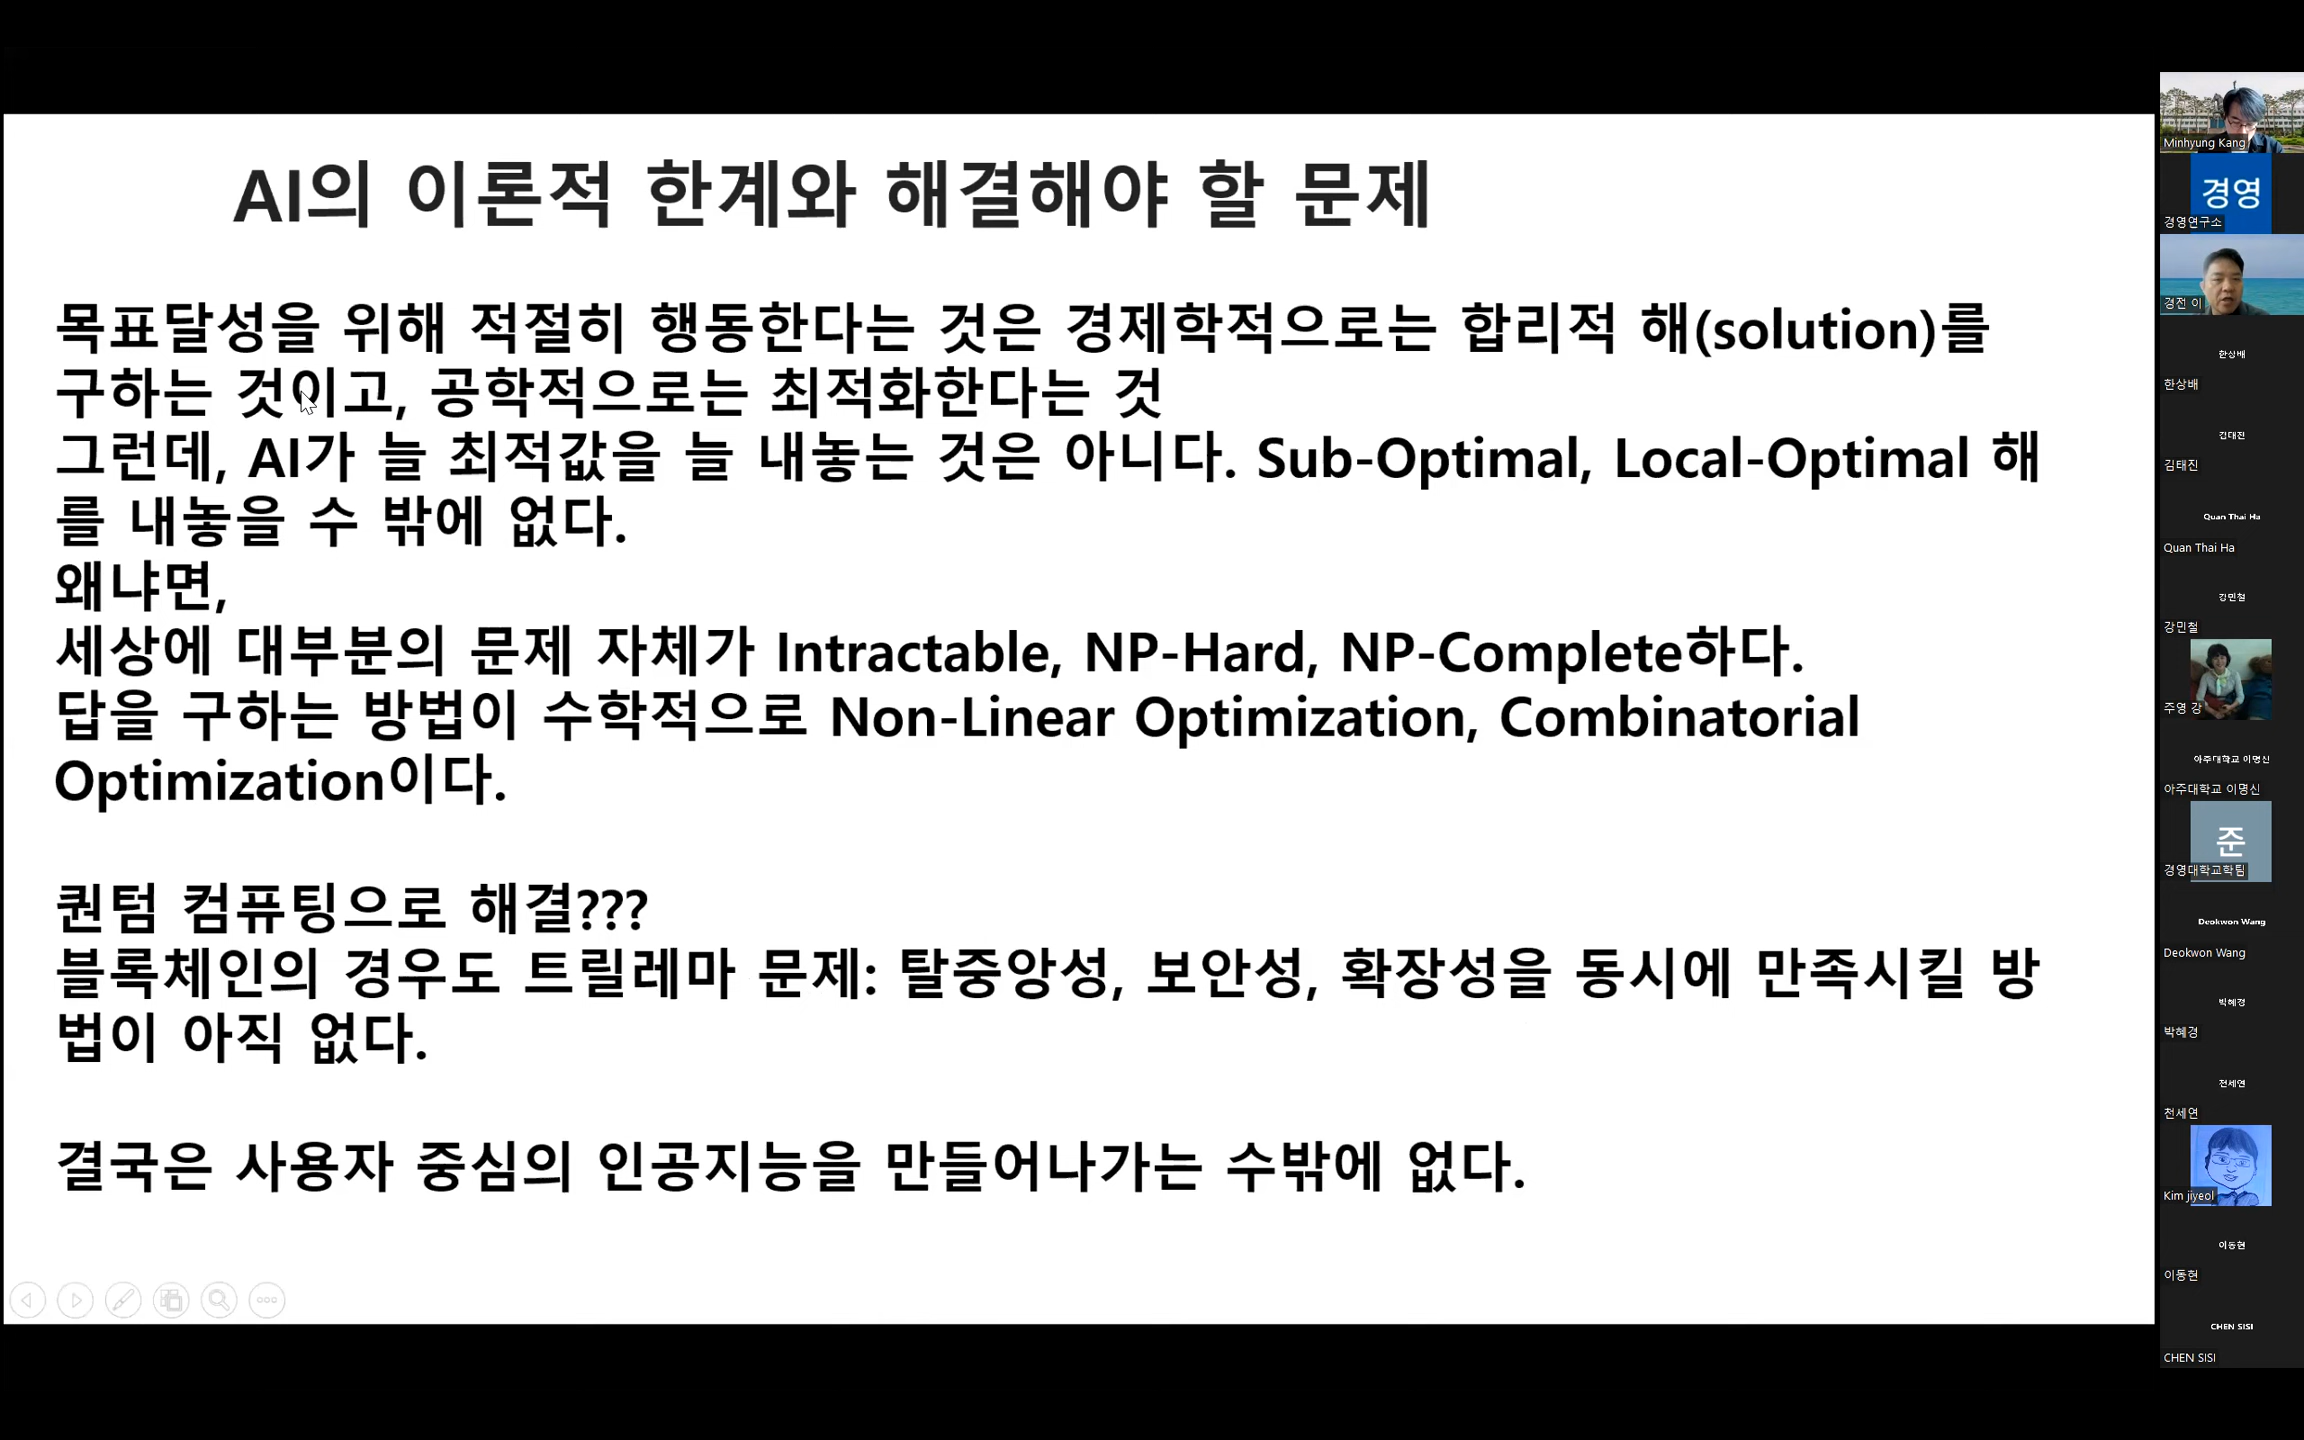 AI의 이론적 한계와 해결해야 할 문제
목표달성을 위해 적절히 행동한다는 것은 경제학적으로는 합리적 해(solution)를
구하는 것이고, 공학적으로는 최적화한다는 것
그런데, AI가 늘 최적값을 늘 내놓는 것은 아니다. Sub-Optimal, Local-Optimal 해
를 내놓을 수 밖에 없다.
왜냐면,
세상에 대부분의 문제 자체가 Intractable, NP-Hard, NP-Complete하다.
답을 구하는 방법이 수학적으로 Non-Linear Optimization, Combinatorial
Optimization이다.
퀀텀 컴퓨팅으로 해결???
블록체인의 경우도 트릴레마 문제: 탈중앙성, 보안성, 확장성을 동시에 만족시킬 방
법이 아직 없다.
결국은 사용자 중심의 인공지능을 만들어나가는 수밖에 없다.
Minhyung Kang
경영
경영연구소
경전 이
한상배
한상배
김태진
김태진
Quan Thai Ha
Quan Thai Ha
강민철
강민철
주영 강
아주대학교 이명신
아주대학교 이명신
준
경영대학교학팀
Deokwon Wang
Deokwon Wang
박혜경
박혜경
천세연
천세연
Kim jiyeol
이동현
이동현
CHEN SISI
CHEN SISI